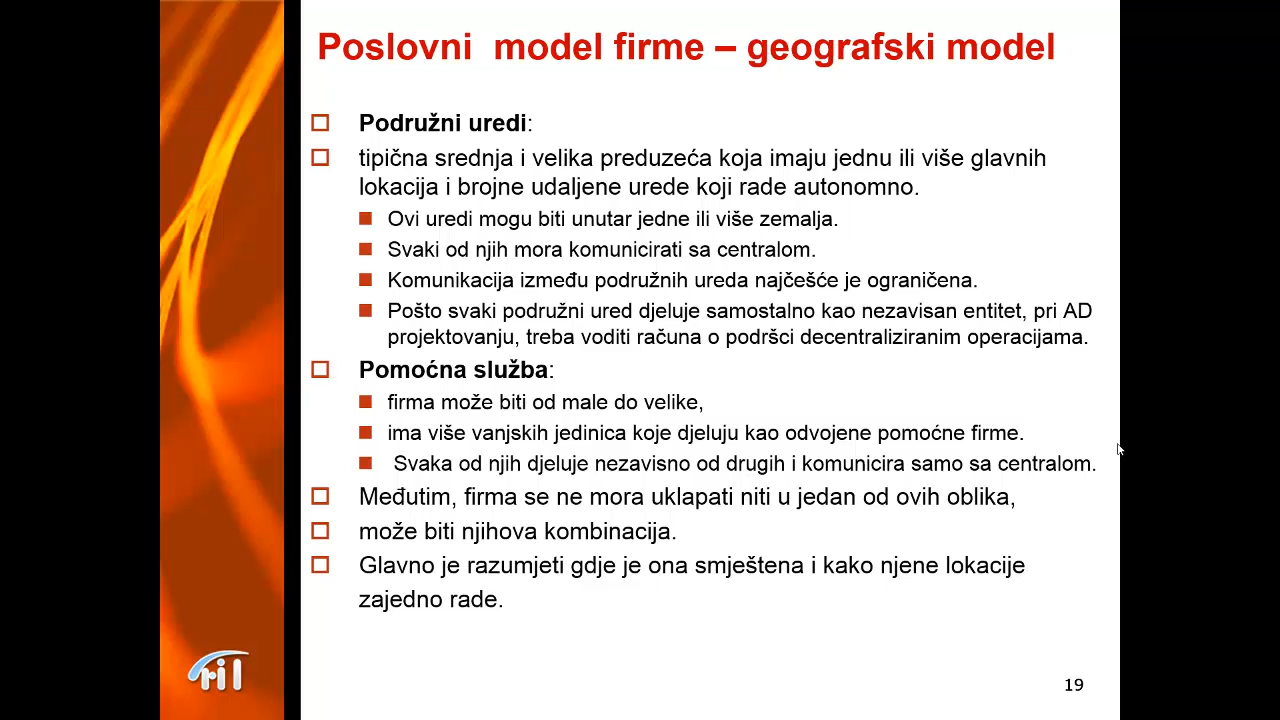 Poslovni  model firme – geografski model
Područni uredi:
tipična srednja i velika preduzeća koja imaju jednu ili više glavnih
lokacija i brojne udaljene urede koji rade autonomno.
Ovi uredi mogu biti unutar jedne ili više zemalja.
Svaki od njih mora komunicirati sa centralom.
Komunikacija između područnih ureda najčešće je ograničena.
Pošto svaki područni ured djeluje samostalno kao nezavisan entitet, pri AD
projektovanju, treba voditi računa o podršci decentraliziranim operacijama.
Pomoćna služba:
firma može biti od male do velike,
ima više vanjskih jedinica koje djeluju kao odvojene pomoćne firme.
Svaka od njih djeluje nezavisno od drugih i komunicira samo sa centralom.
Međutim, firma se ne mora uklapati niti u jedan od ovih oblika,
može biti njihova kombinacija.
Glavno je razumjeti gdje je ona smještena i kako njene lokacije
zajedno rade.
ril
19